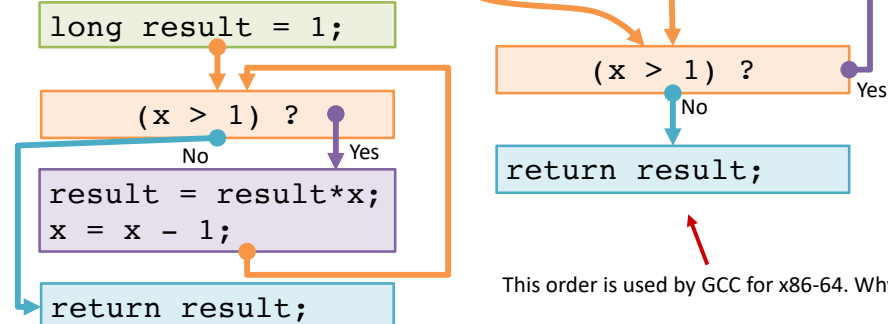 long result = 1;
(x > 1) ?
No
Yes
result = result*x;
x = x - 1;
return result;
(x > 1) ?
Yes
No
return result;
This order is used by GCC for x86-64. Wh